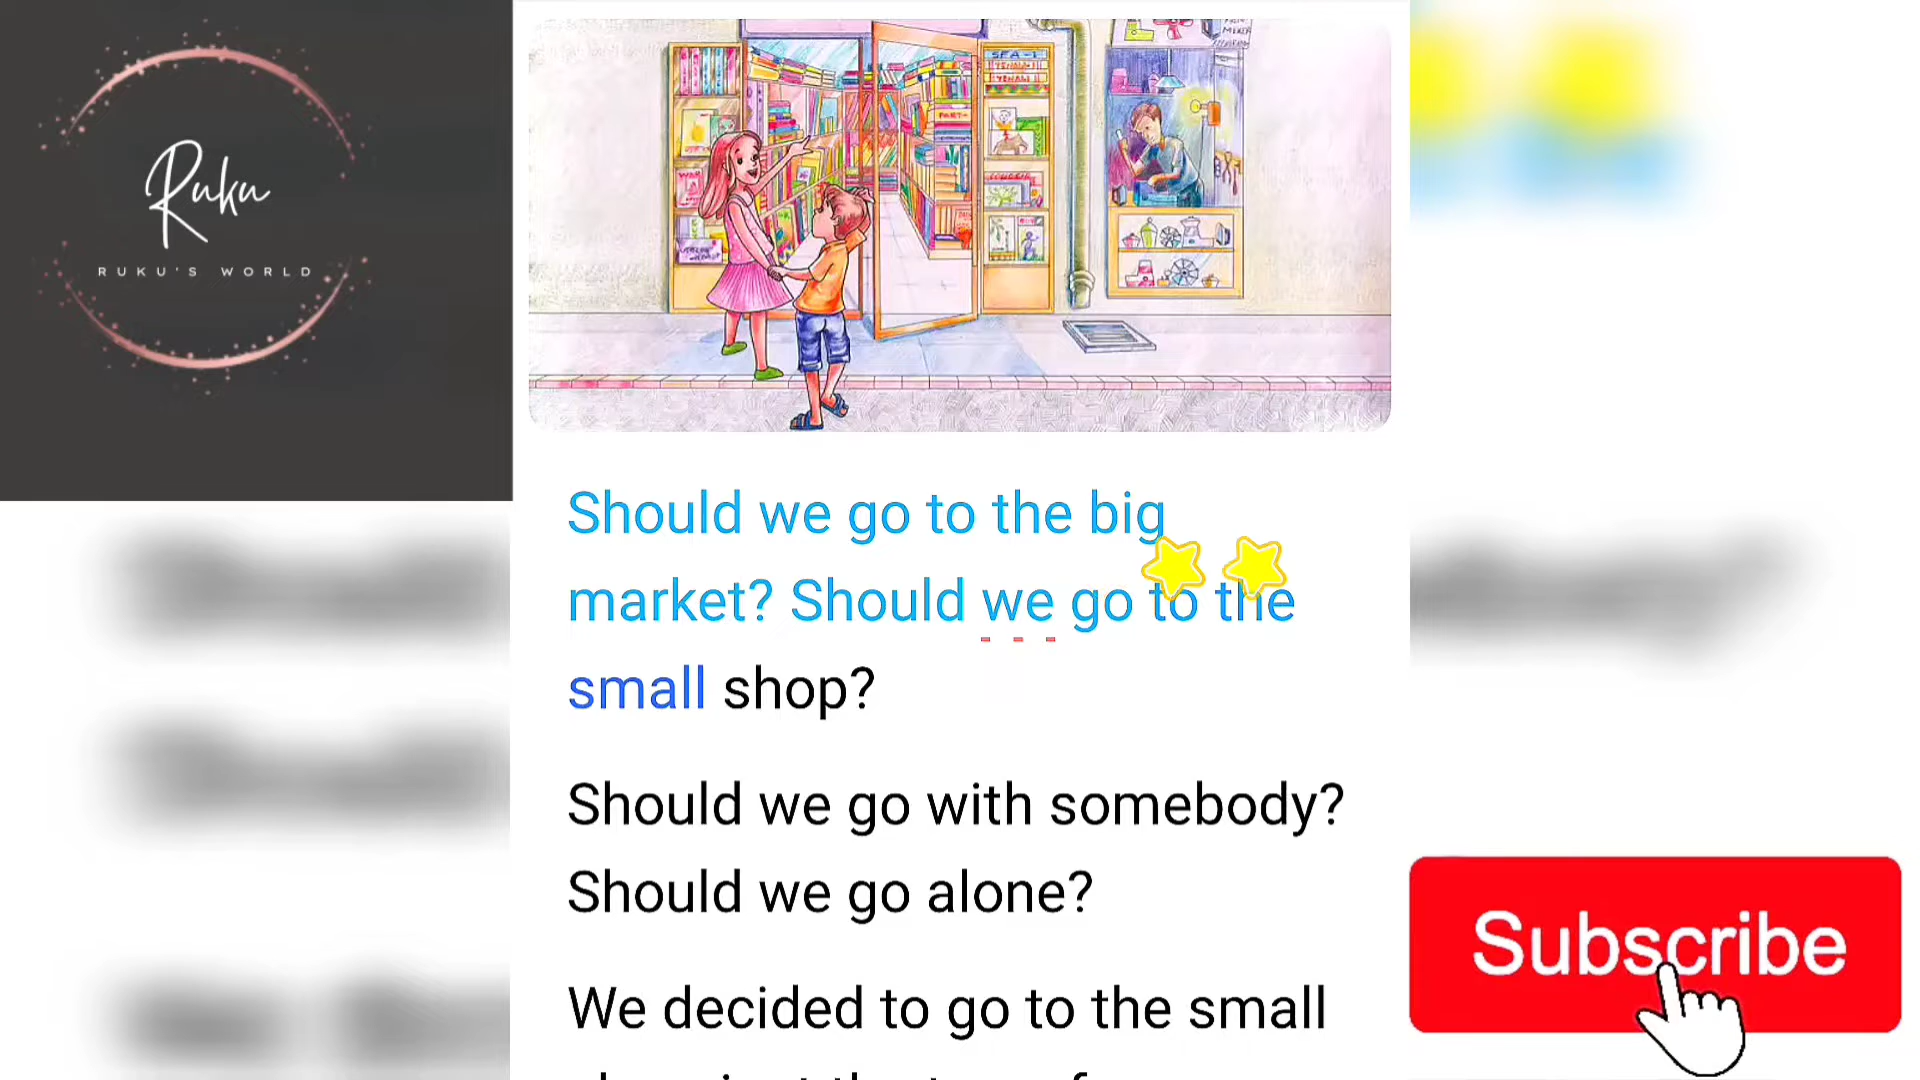 Ruku
RUKU'S WORLD
Should we go to the big
market? Should we go to the
small shop?
Should we go with somebody?
Should we go alone?
We decided to go to the small
Subscribe